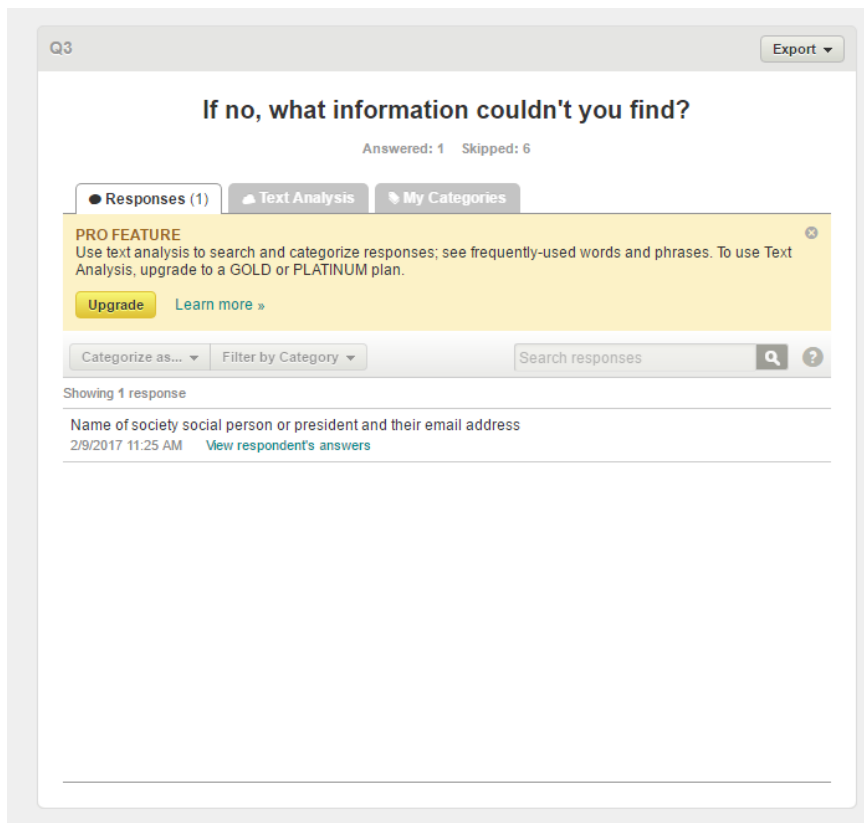 Q3
Export
If no, what information couldn't you find?
Answered: 1 Skipped: 6
Responses (1) Text Analysis My Categories
PRO FEATURE
Use text analysis to search and categorize responses; see frequently-used words and phrases. To use Text
Analysis, upgrade to a GOLD or PLATINUM plan.
Upgrade Learn more »
Categorize as... Filter by Category Search responses ?
Showing 1 response
Name of society social person or president and their email address
2/9/2017 11:25 AM View respondent's answers